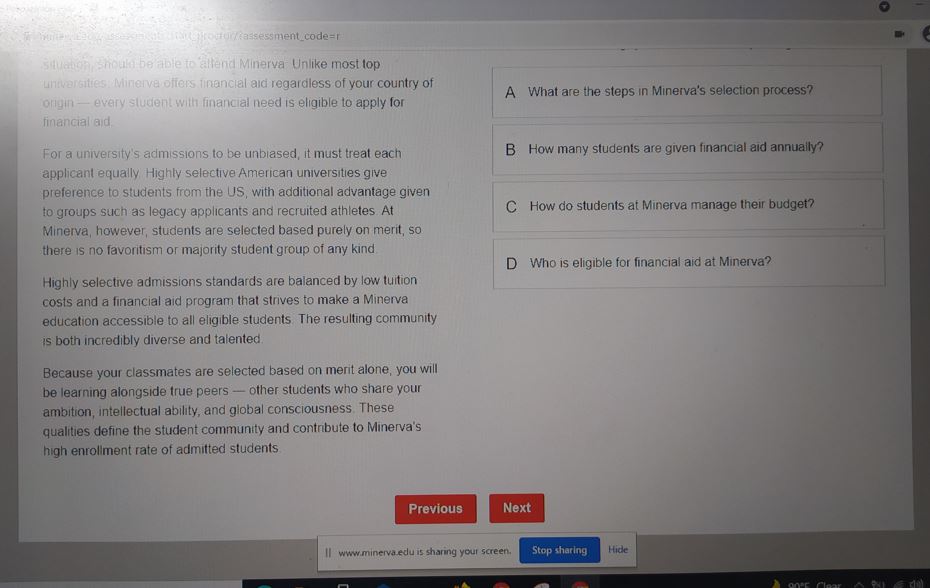 assessment_code=r
situation, should be able to attend Minerva. Unlike most top
universities, Minerva offers financial aid regardless of your country of
origin — every student with financial need is eligible to apply for
financial aid.
For a university's admissions to be unbiased, it must treat each
applicant equally. Highly selective American universities give
preference to students from the US, with additional advantage given
to groups such as legacy applicants and recruited athletes. At
Minerva, however, students are selected based purely on merit, so
there is no favoritism or majority student group of any kind.
Highly selective admissions standards are balanced by low tuition
costs and a financial aid program that strives to make a Minerva
education accessible to all eligible students. The resulting community
is both incredibly diverse and talented.
Because your classmates are selected based on merit alone, you will
be learning alongside true peers — other students who share your
ambition, intellectual ability, and global consciousness. These
qualities define the student community and contribute to Minerva's
high enrollment rate of admitted students.
A What are the steps in Minerva's selection process?
B How many students are given financial aid annually?
C How do students at Minerva manage their budget?
D Who is eligible for financial aid at Minerva?
Previous Next
www.minerva.edu is sharing your screen. Stop sharing Hide
90°F Clear